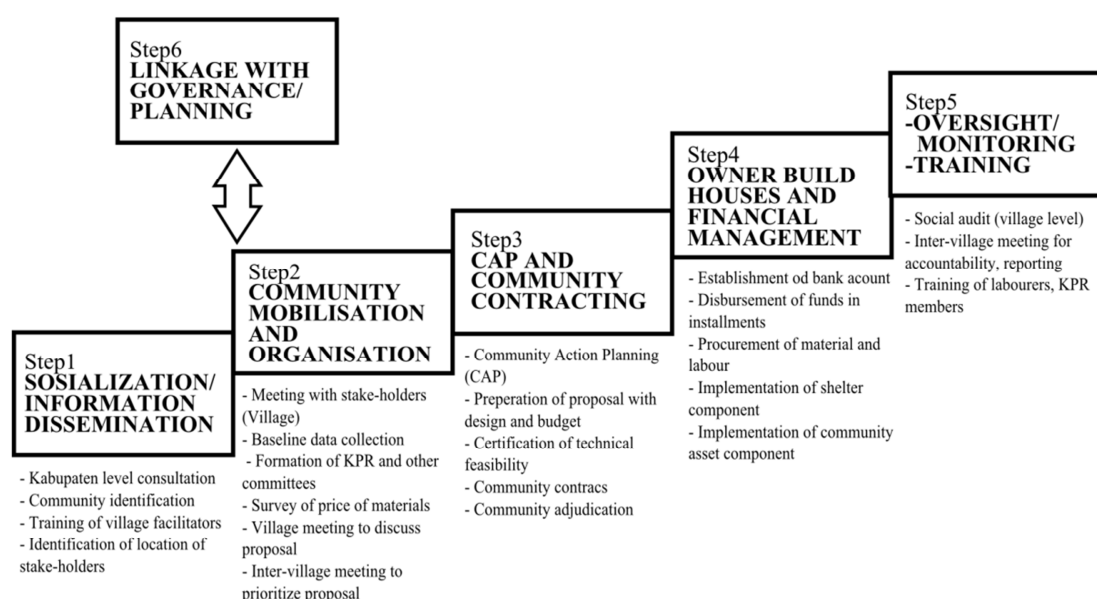 Step6
LINKAGE WITH
GOVERNANCE/
PLANNING
Step1
SOSIALIZATION/
INFORMATION
DISSEMINATION
- Kabupaten level consultation
- Community identification
- Training of village facilitators
- Identification of location of
stake-holders
Step2
COMMUNITY
MOBILISATION
AND
ORGANISATION
- Meeting with stake-holders
(Village)
- Baseline data collection
- Formation of KPR and other
committees
- Survey of price of materials
- Village meeting to discuss
proposal
- Inter-village meeting to
prioritize proposal
Step3
CAP AND
COMMUNITY
CONTRACTING
- Community Action Planning
(CAP)
- Preperation of proposal with
design and budget
- Certification of technical
feasibility
- Community contracs
- Community adjudication
Step4
OWNER BUILD
HOUSES AND
FINANCIAL
MANAGEMENT
- Establishment od bank acount
- Disbursement of funds in
installments
- Procurement of material and
labour
- Implementation of shelter
component
- Implementation of community
asset component
Step5
-OVERSIGHT/
MONITORING
-TRAINING
- Social audit (village level)
- Inter-village meeting for
accountability, reporting
- Training of labourers, KPR
members